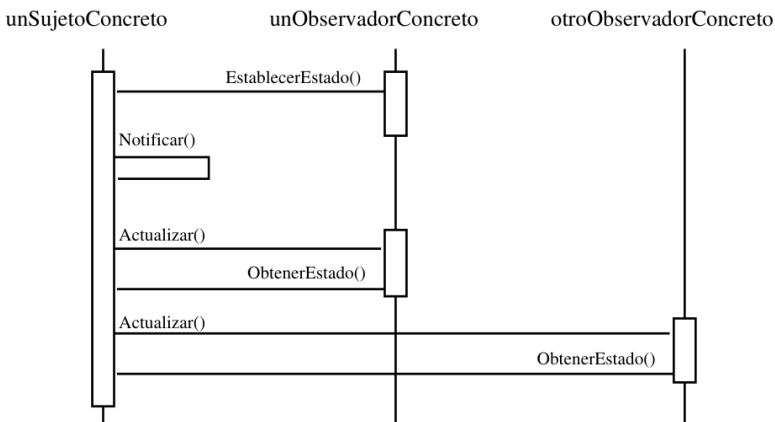 unSujetoConcreto
unObservadorConcreto
otroObservadorConcreto
EstablecerEstado()
Notificar()
Actualizar()
ObtenerEstado()
Actualizar()
ObtenerEstado()